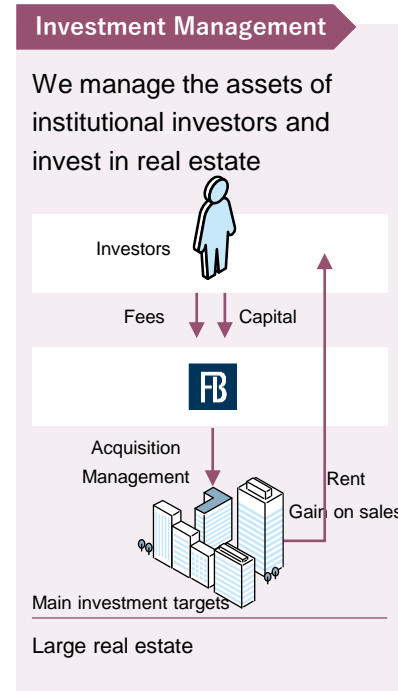 Investment Management
We manage the assets of
institutional investors and
invest in real estate
Investors
Fees
Capital
FB
Acquisition
Management
Rent
Gain on sales
Main investment targets
Large real estate